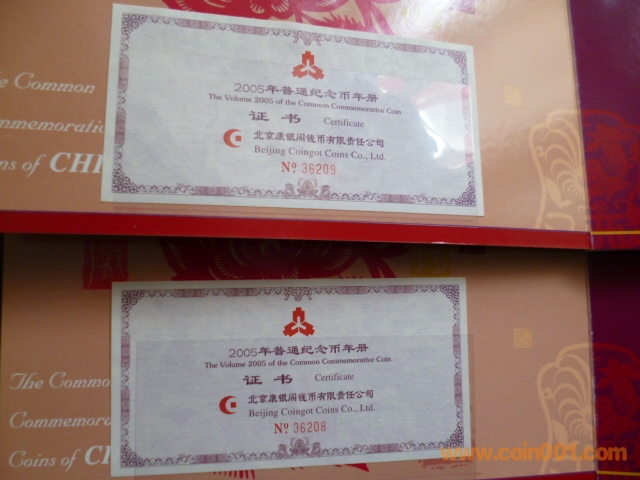 he Common
mmemorativ
ins of CHI
2005年普通纪念币年册
The Volume 2005 of the Common Commemorative Coin
证书 Certificate
北京康银阁钱币有限责任公司
Beijing Coingot Coins Co., Ltd.
Nº 36209
The Common
Commemora
Coins of CH
2005年普通纪念币年册
The Volume 2005 of the Common Commemorative Coin
证书 Certificate
北京康银阁钱币有限责任公司
Beijing Coingot Coins Co., Ltd.
Nº 36208
www.coin001.com